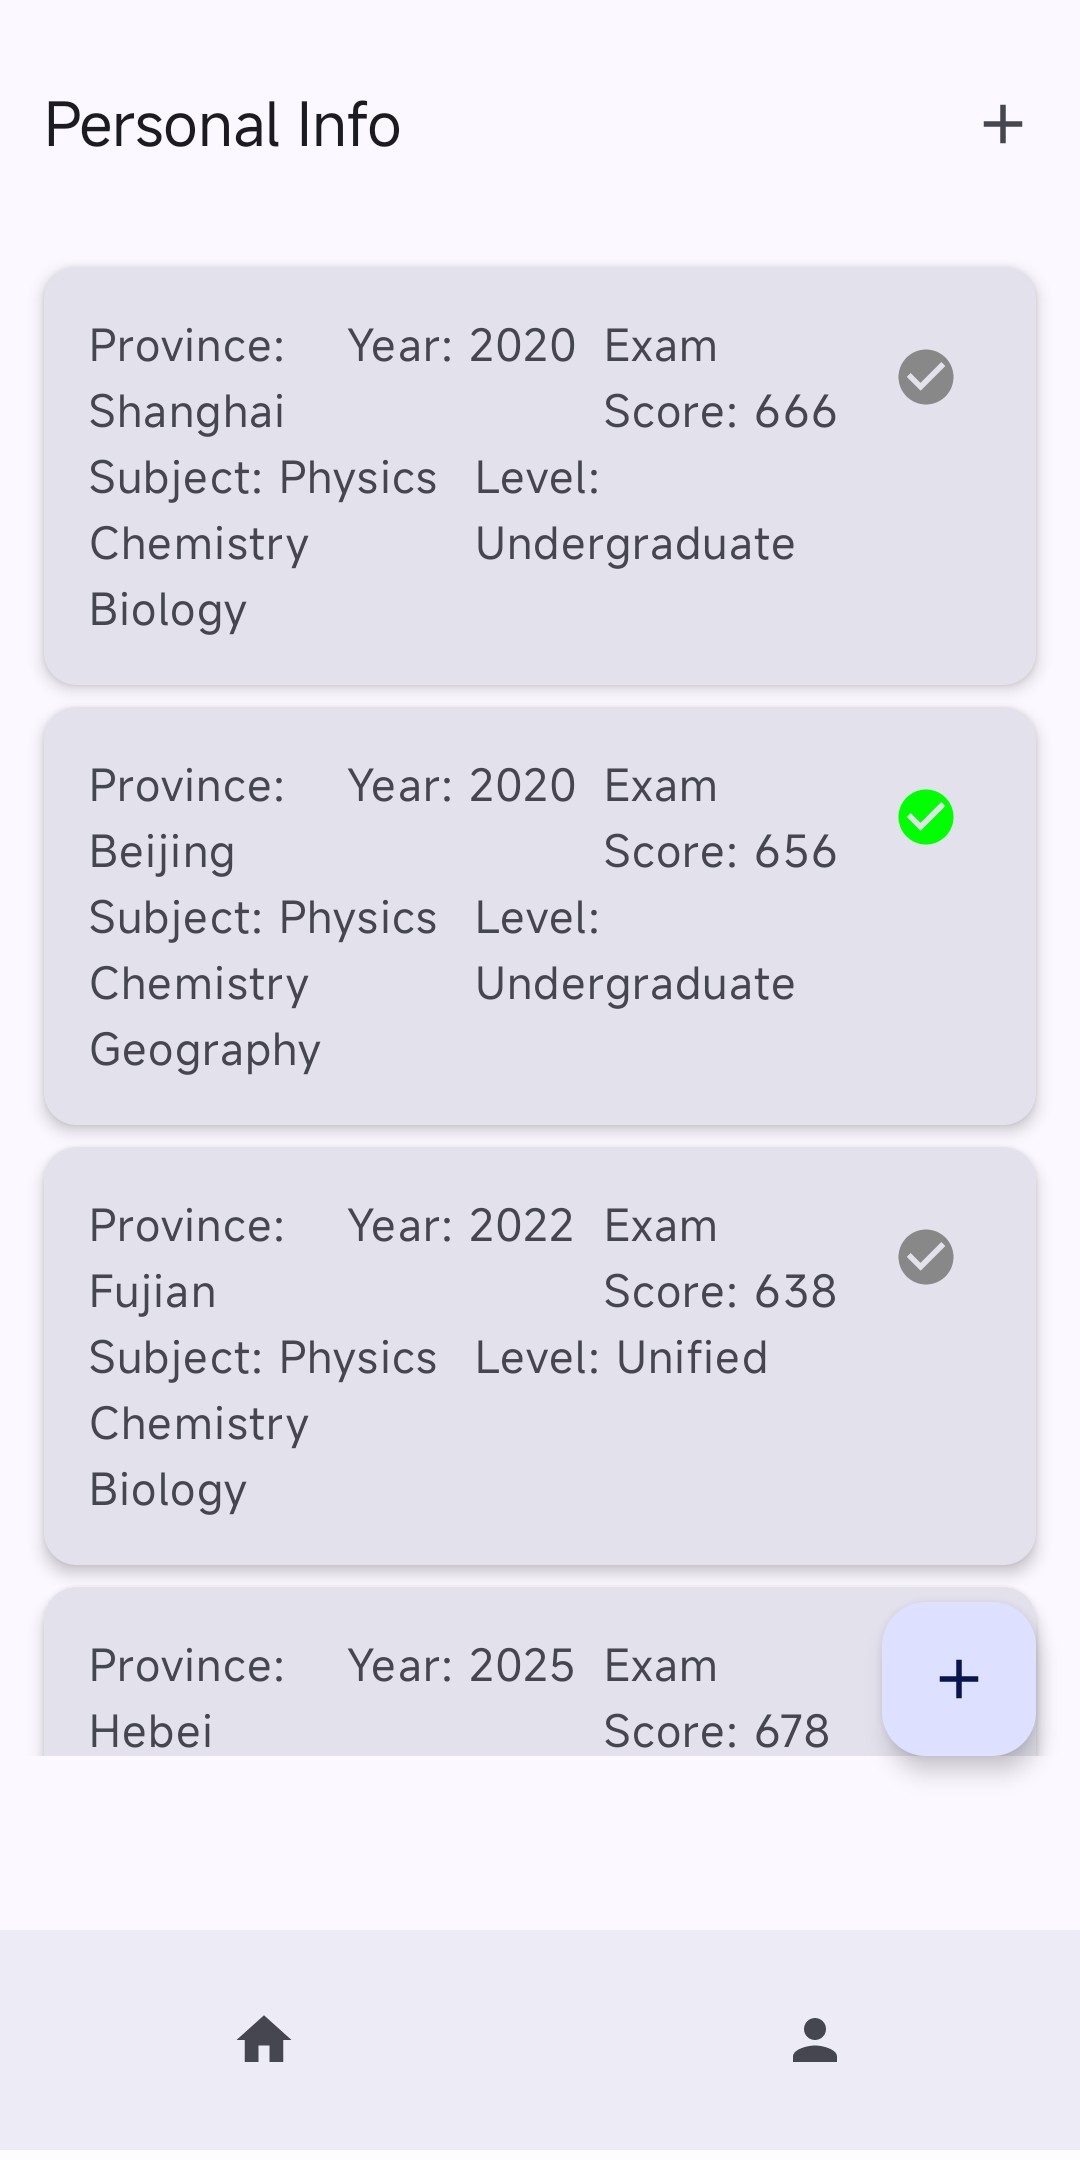 Personal Info
Province: Year: 2020 Exam
Shanghai Score: 666
Subject: Physics Level:
Chemistry Undergraduate
Biology
Province: Year: 2020 Exam
Beijing Score: 656
Subject: Physics Level:
Chemistry Undergraduate
Geography
Province: Year: 2022 Exam
Fujian Score: 638
Subject: Physics Level: Unified
Chemistry
Biology
Province: Year: 2025 Exam
Hebei Score: 678